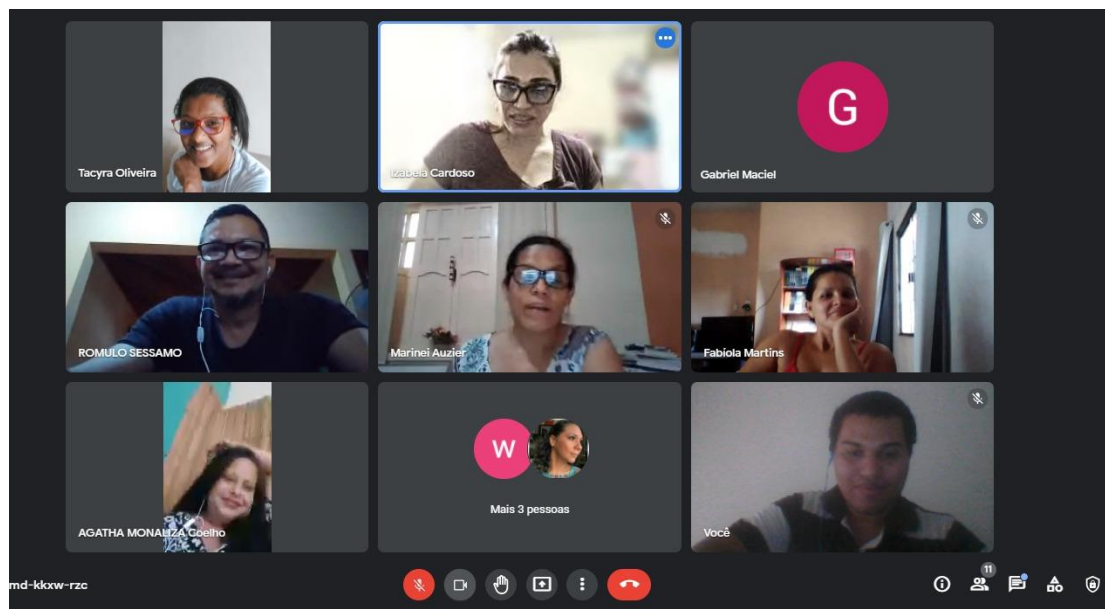 Tacyra Oliveira
Izabela Cardoso
G
Gabriel Maciel
ROMULO SESSAMO
Marinei Auzier
Fabíola Martins
AGATHA MONALIZA Coelho
W
Mais 3 pessoas
Você
md-kkxw-rzc
11